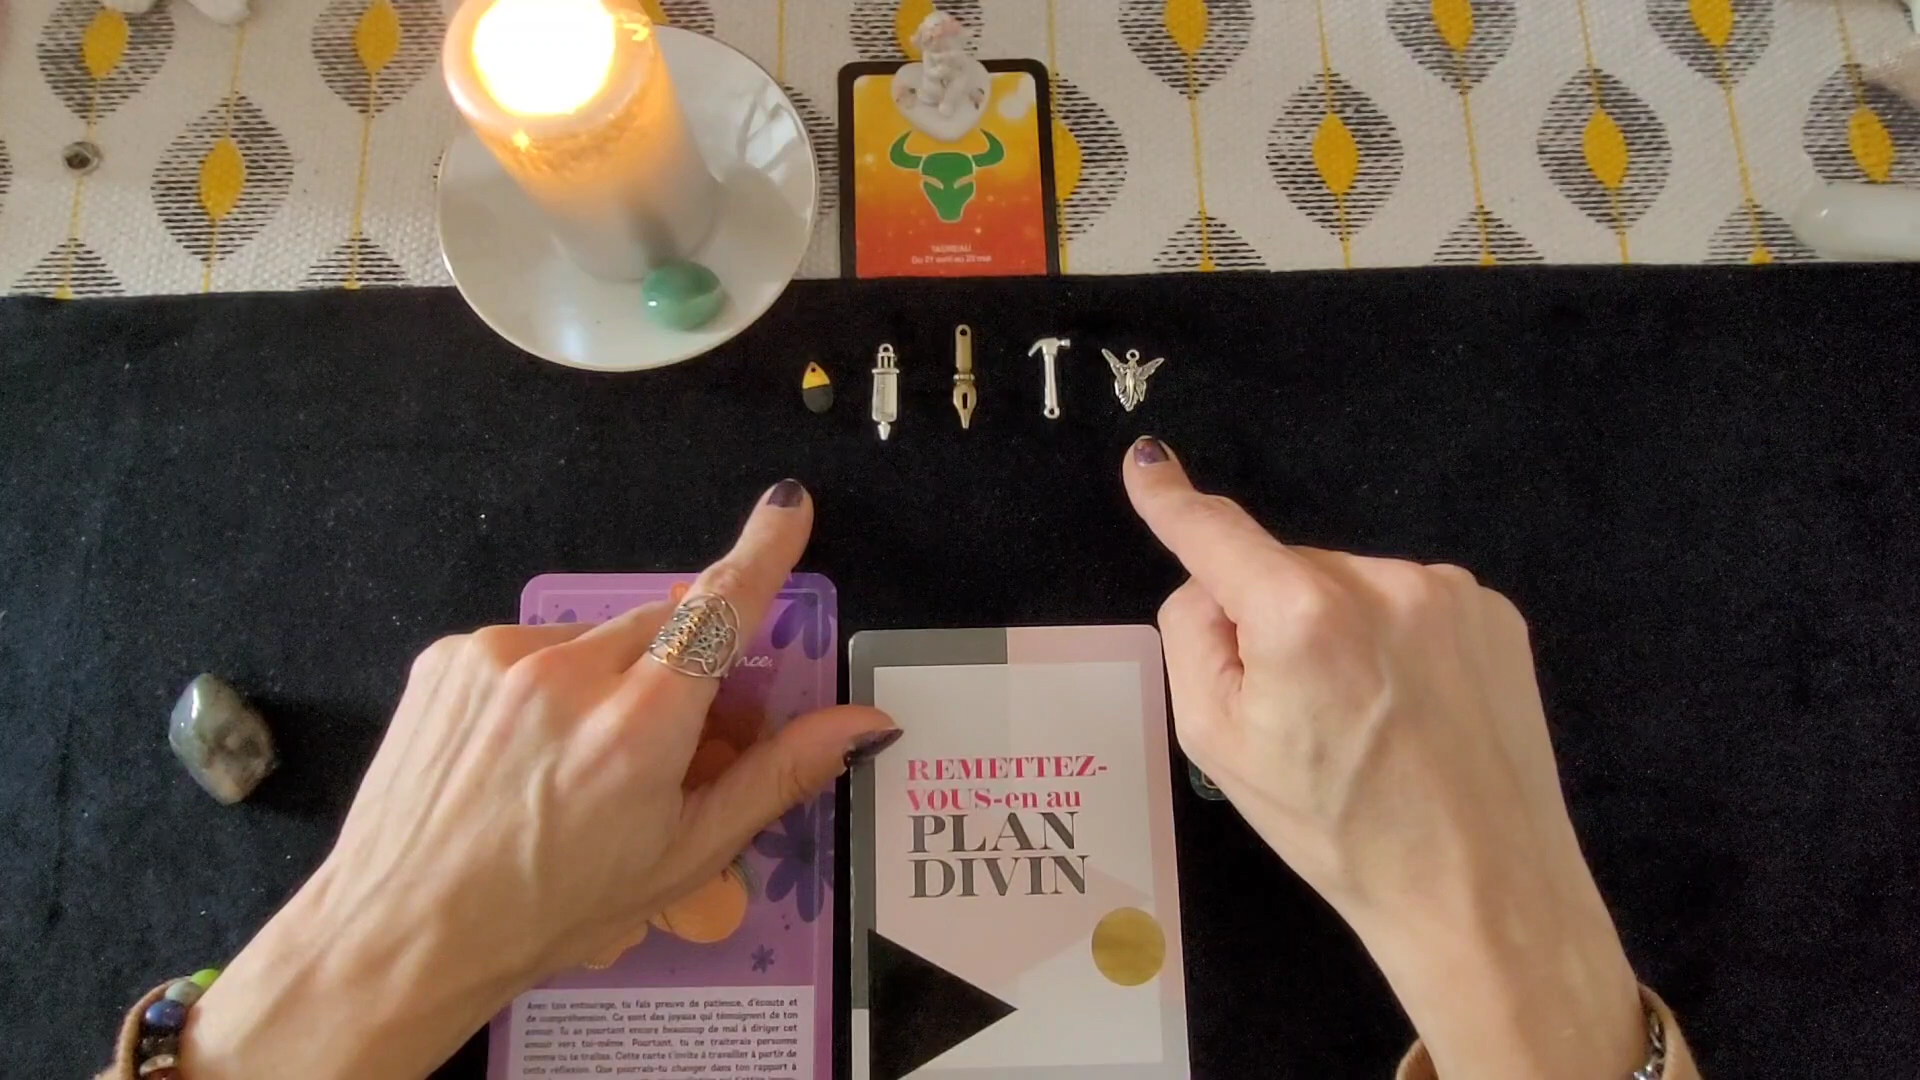 TAUREAU
Du 21 avril au 20 mai
nce.
REMETTEZ-
VOUS-en au
PLAN
DIVIN
Avec ton entourage, tu fais preuve de patience, d'écoute et
de compréhension. Ce sont des joyaux qui témoignent de ton
amour. Tu as pourtant encore beaucoup de mal à diriger cet
amour vers toi-même. Pourtant, tu ne traiterais personne
comme tu te traites. Cette carte t'invite à travailler à partir de
cette réflexion. Que pourrais-tu changer dans ton rapport à